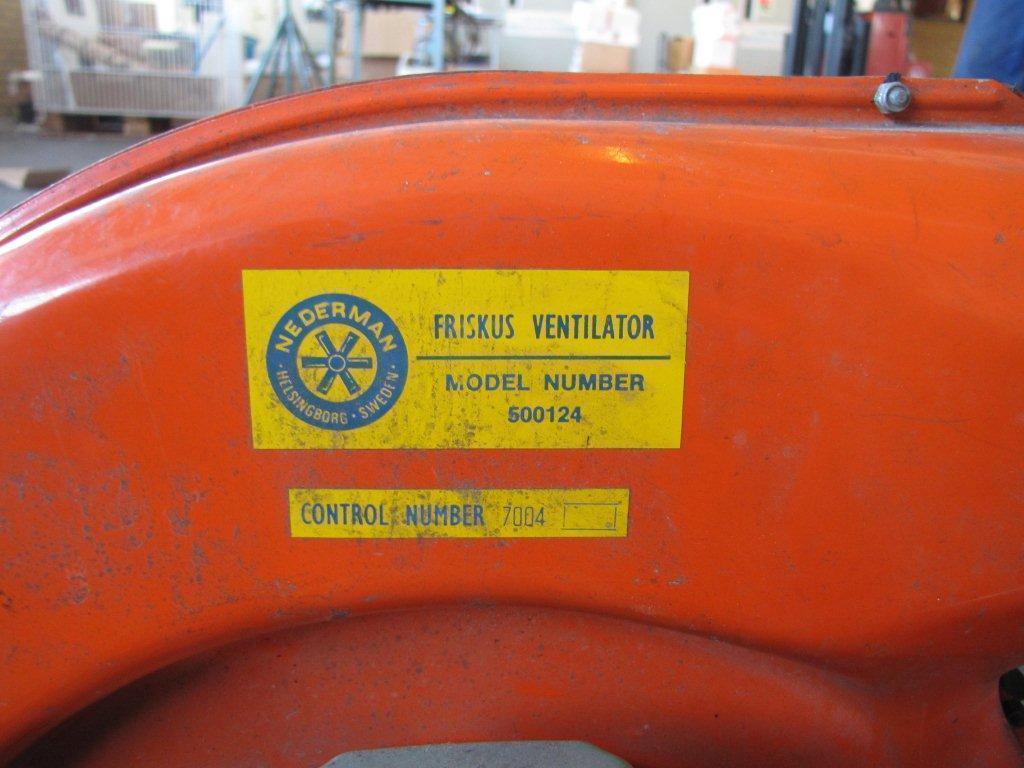 NEDERMAN
· HELSINGBORG · SWEDEN ·
FRISKUS VENTILATOR
MODEL NUMBER
500124
CONTROL NUMBER 7004